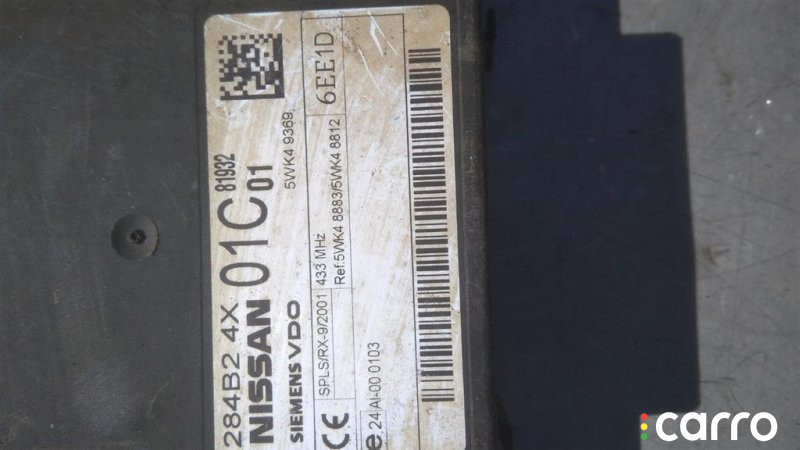 284B2 4X
NISSAN 01C 81932
01
SIEMENS VDO
5WK4 9369
CE
SPLS/RX-9/2001
433 MHz
6EE1D
Ref:5WK4 8883/5WK4 8812
e 24 AI-00 0103
carro